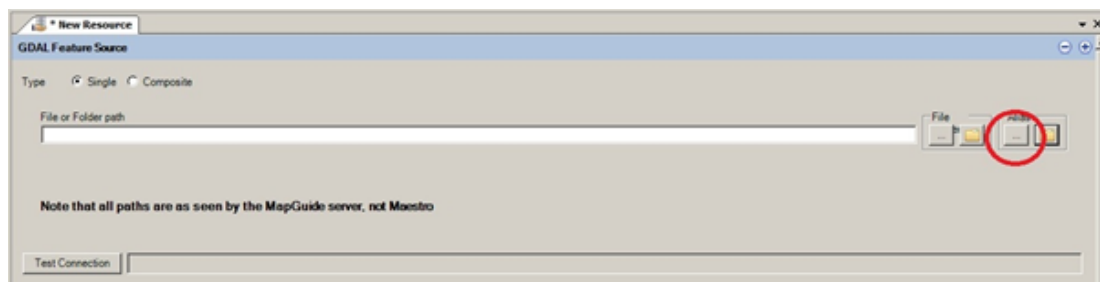 * New Resource
GDAL Feature Source
Type Single Composite
File or Folder path
File
...
Alias
...
Note that all paths are as seen by the MapGuide server, not Maestro
Test Connection